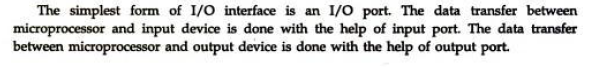 The simplest form of I/O interface is an I/O port. The data transfer between
microprocessor and input device is done with the help of input port. The data transfer
between microprocessor and output device is done with the help of output port.